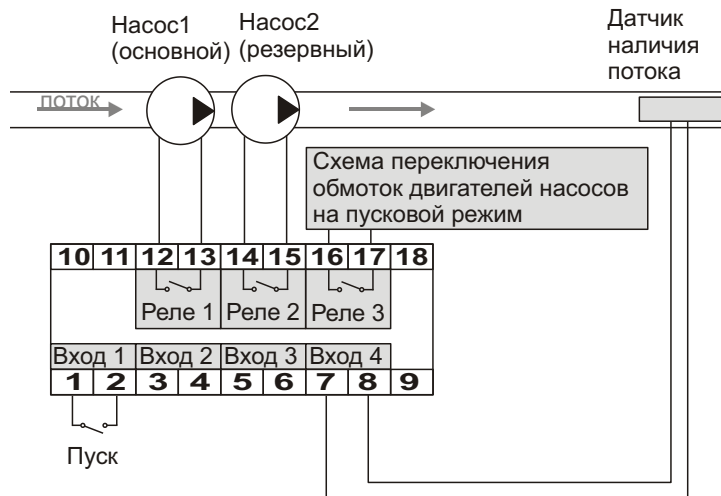 Насос1
(основной)
Насос2
(резервный)
Датчик
наличия
потока
поток
Схема переключения
обмоток двигателей насосов
на пусковой режим
10 11 12 13 14 15 16 17 18
Реле 1 Реле 2 Реле 3
Вход 1 Вход 2 Вход 3 Вход 4
1 2 3 4 5 6 7 8 9
Пуск